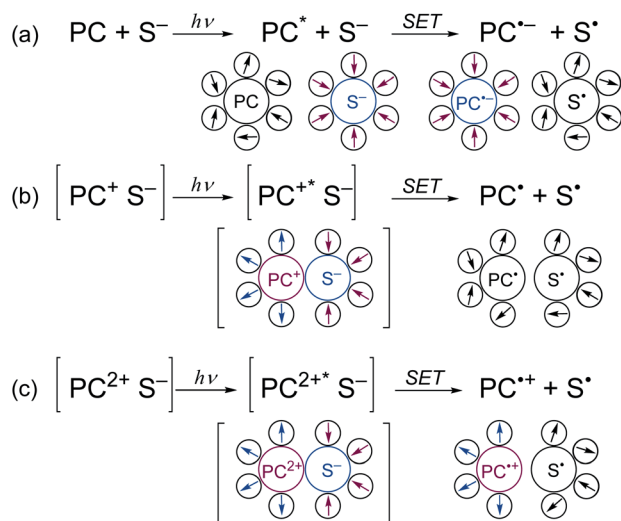 (a) PC + S⁻ hν PC* + S⁻ SET PC•⁻ + S•
PC S⁻ PC•⁻ S•
(b) [PC⁺ S⁻] hν [PC⁺* S⁻] SET PC• + S•
PC⁺ S⁻ PC• S•
(c) [PC²⁺ S⁻] hν [PC²⁺* S⁻] SET PC•⁺ + S•
PC²⁺ S⁻ PC•⁺ S•